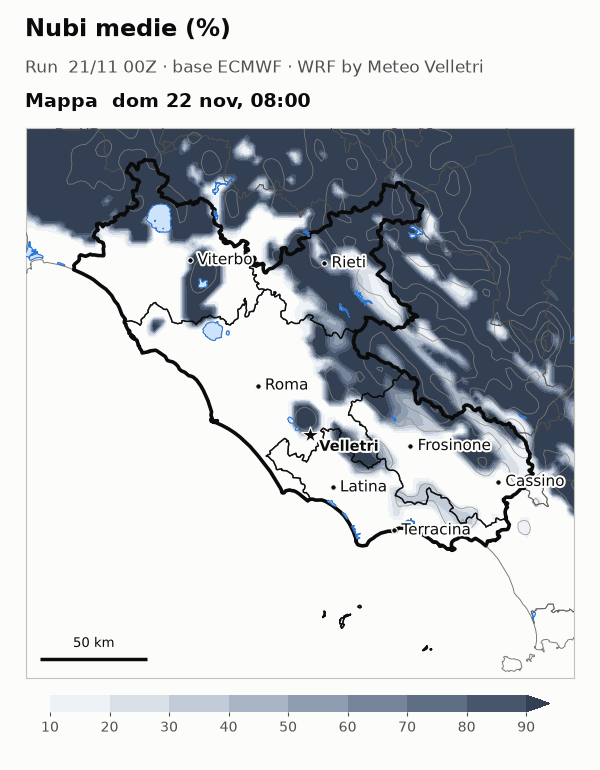 Nubi medie (%)
Run  21/11 00Z · base ECMWF · WRF by Meteo Velletri
Mappa  dom 22 nov, 08:00
Viterbo
Rieti
Roma
Velletri
Frosinone
Latina
Cassino
Terracina
50 km
10 20 30 40 50 60 70 80 90